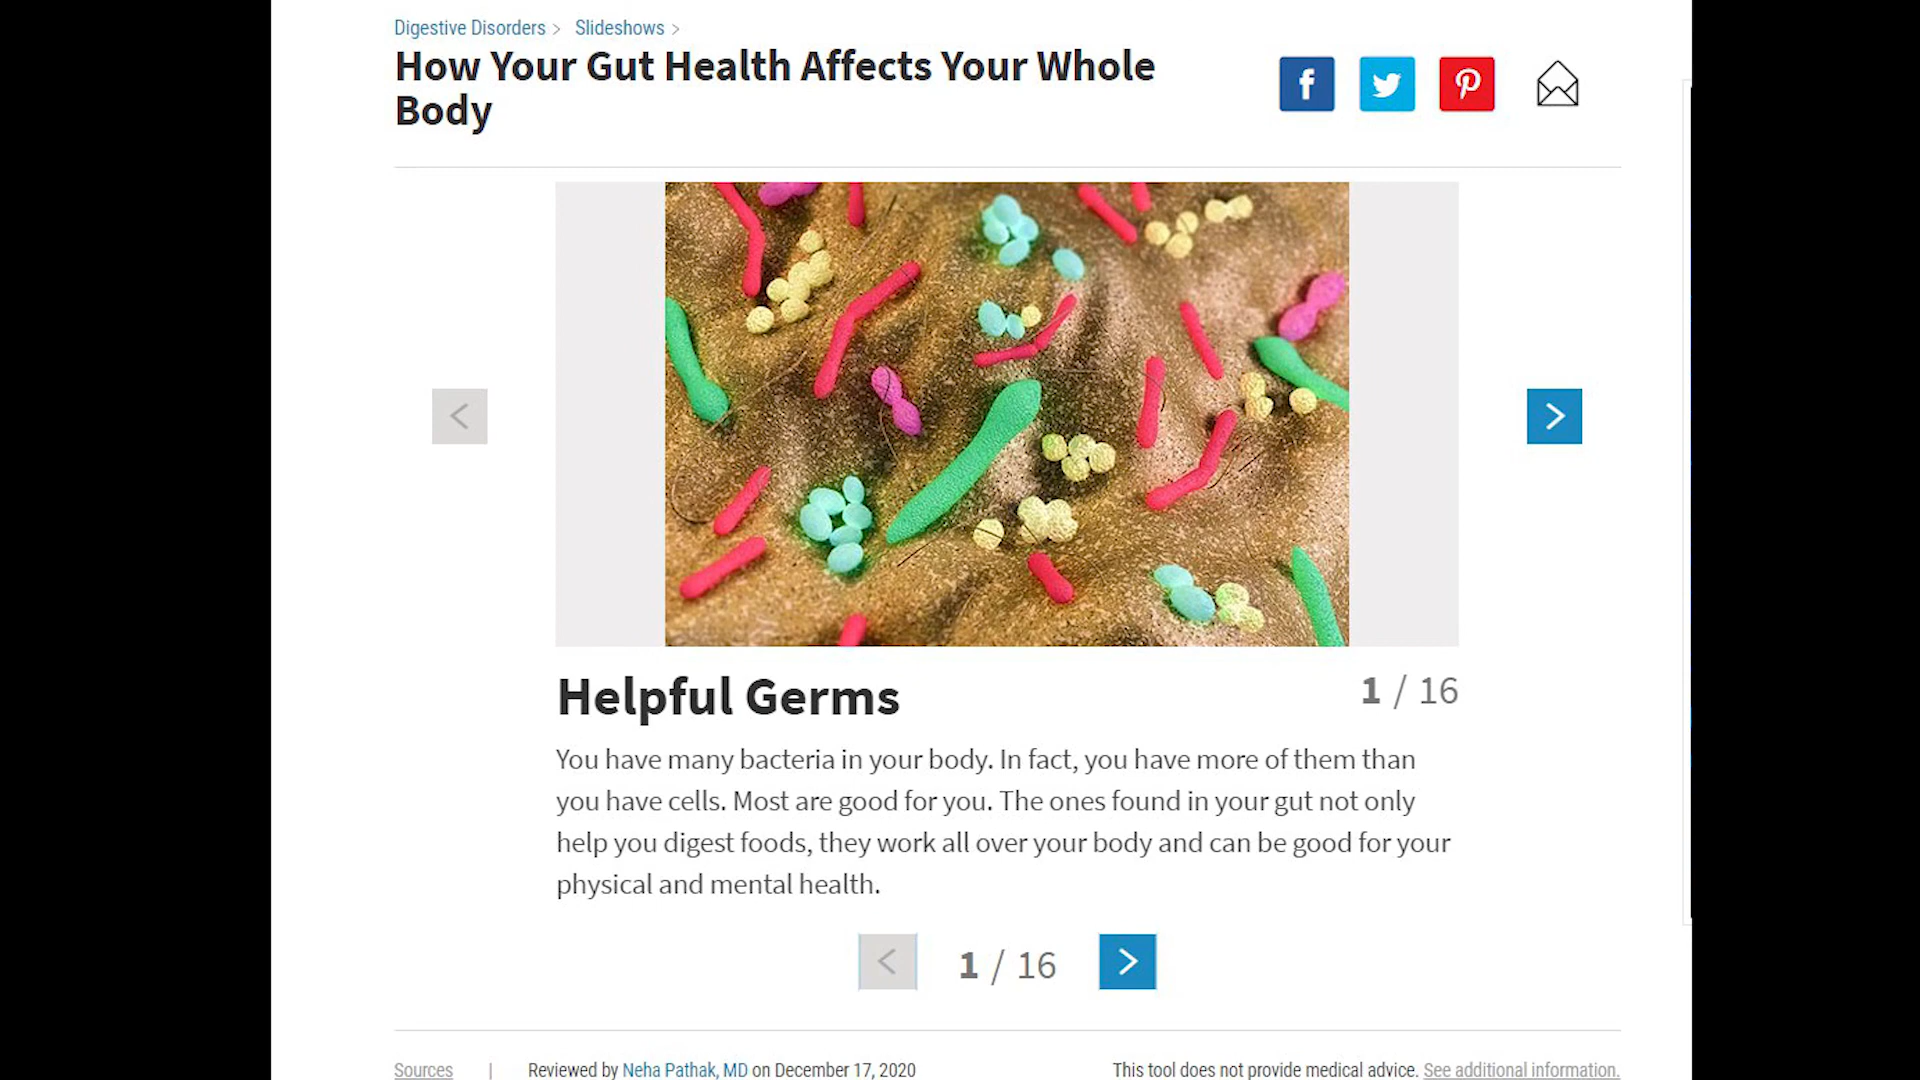 Digestive Disorders > Slideshows >
How Your Gut Health Affects Your Whole
Body
Helpful Germs
1 / 16
You have many bacteria in your body. In fact, you have more of them than
you have cells. Most are good for you. The ones found in your gut not only
help you digest foods, they work all over your body and can be good for your
physical and mental health.
< 1 / 16 >
Sources | Reviewed by Neha Pathak, MD on December 17, 2020
This tool does not provide medical advice. See additional information.